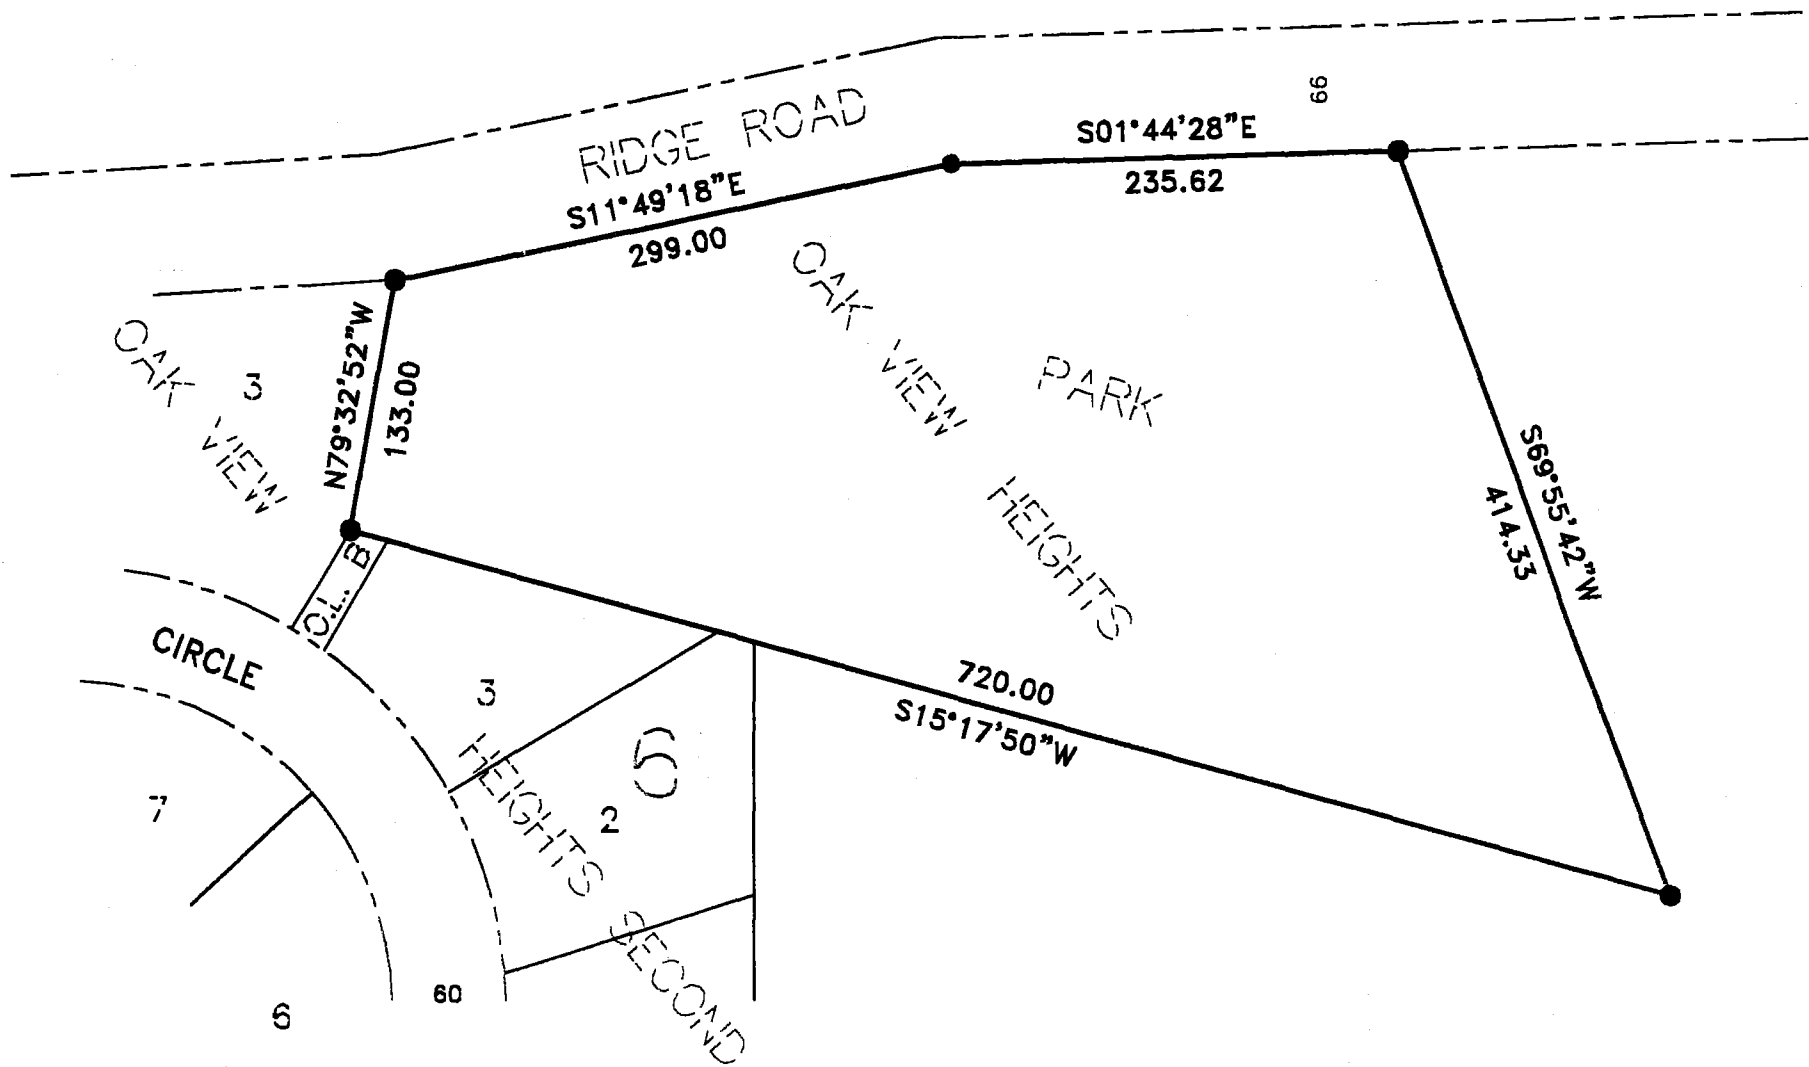 66
RIDGE ROAD
S01°44'28"E
235.62
S11°49'18"E
299.00
N79°32'52"W
133.00
OAK VIEW
3
OAK VIEW HEIGHTS
PARK
S69°55'42"W
414.33
O.L. B
CIRCLE
720.00
S15°17'50"W
3
6
HEIGHTS SECOND
2
7
60
6